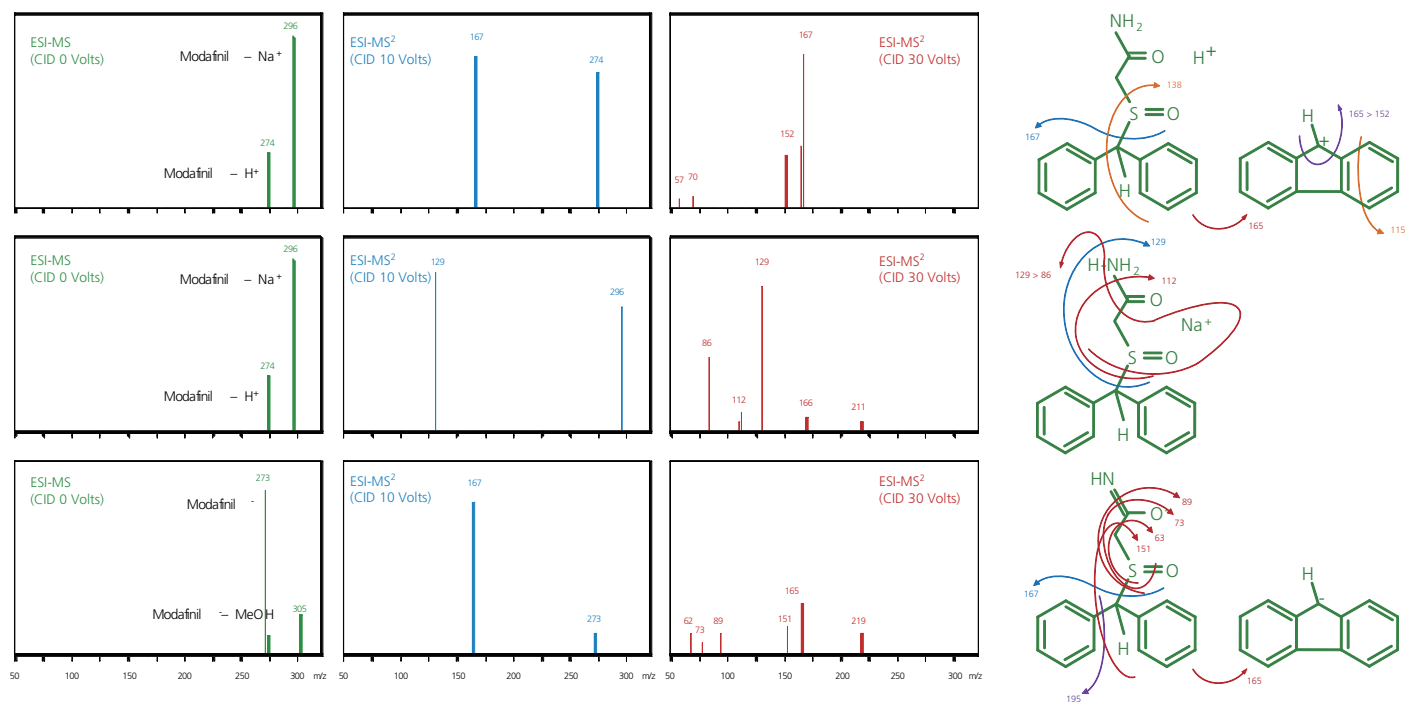 ESI-MS
(CID 0 Volts)
296
Modafinil – Na+
274
Modafinil – H+
ESI-MS2
(CID 10 Volts)
167
274
ESI-MS2
(CID 30 Volts)
167
152
57
70
NH2
O
H+
138
S
O
167
H
165
H
+
165 > 152
115
ESI-MS
(CID 0 Volts)
296
Modafinil – Na+
274
Modafinil – H+
ESI-MS2
(CID 10 Volts)
129
296
ESI-MS2
(CID 30 Volts)
129
86
112
166
211
129
H-NH2
129 > 86
112
O
Na+
S
O
H
ESI-MS
(CID 0 Volts)
273
Modafinil -
Modafinil -– MeOH
305
ESI-MS2
(CID 10 Volts)
167
273
ESI-MS2
(CID 30 Volts)
165
62
73
89
151
219
HN
89
O
73
63
151
S
O
167
H
195
165
H
-
50 100 150 200 250 300 m/z
50 100 150 200 250 300 m/z
50 100 150 200 250 300 m/z